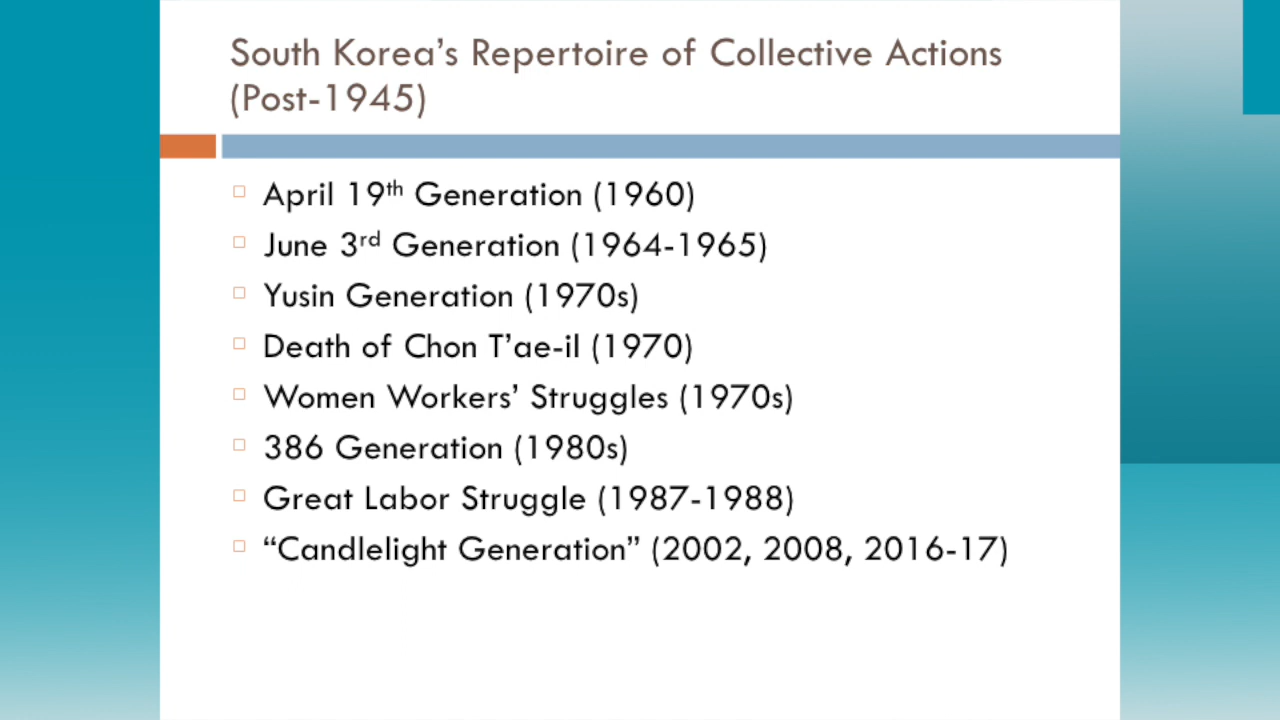 South Korea’s Repertoire of Collective Actions
(Post-1945)
April 19th Generation (1960)
June 3rd Generation (1964-1965)
Yusin Generation (1970s)
Death of Chon T’ae-il (1970)
Women Workers’ Struggles (1970s)
386 Generation (1980s)
Great Labor Struggle (1987-1988)
“Candlelight Generation” (2002, 2008, 2016-17)